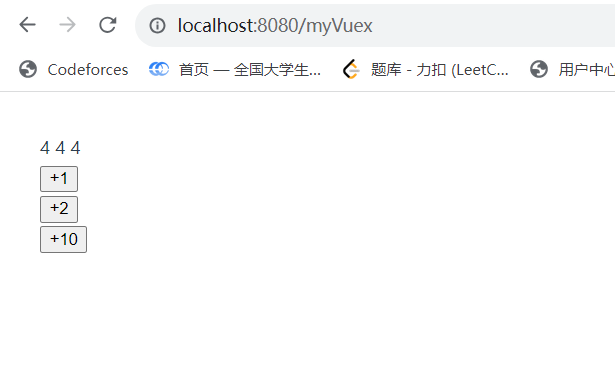 localhost:8080/myVuex
Codeforces 首页 — 全国大学生... 题库 - 力扣 (LeetC... 用户中心
4 4 4
+1
+2
+10